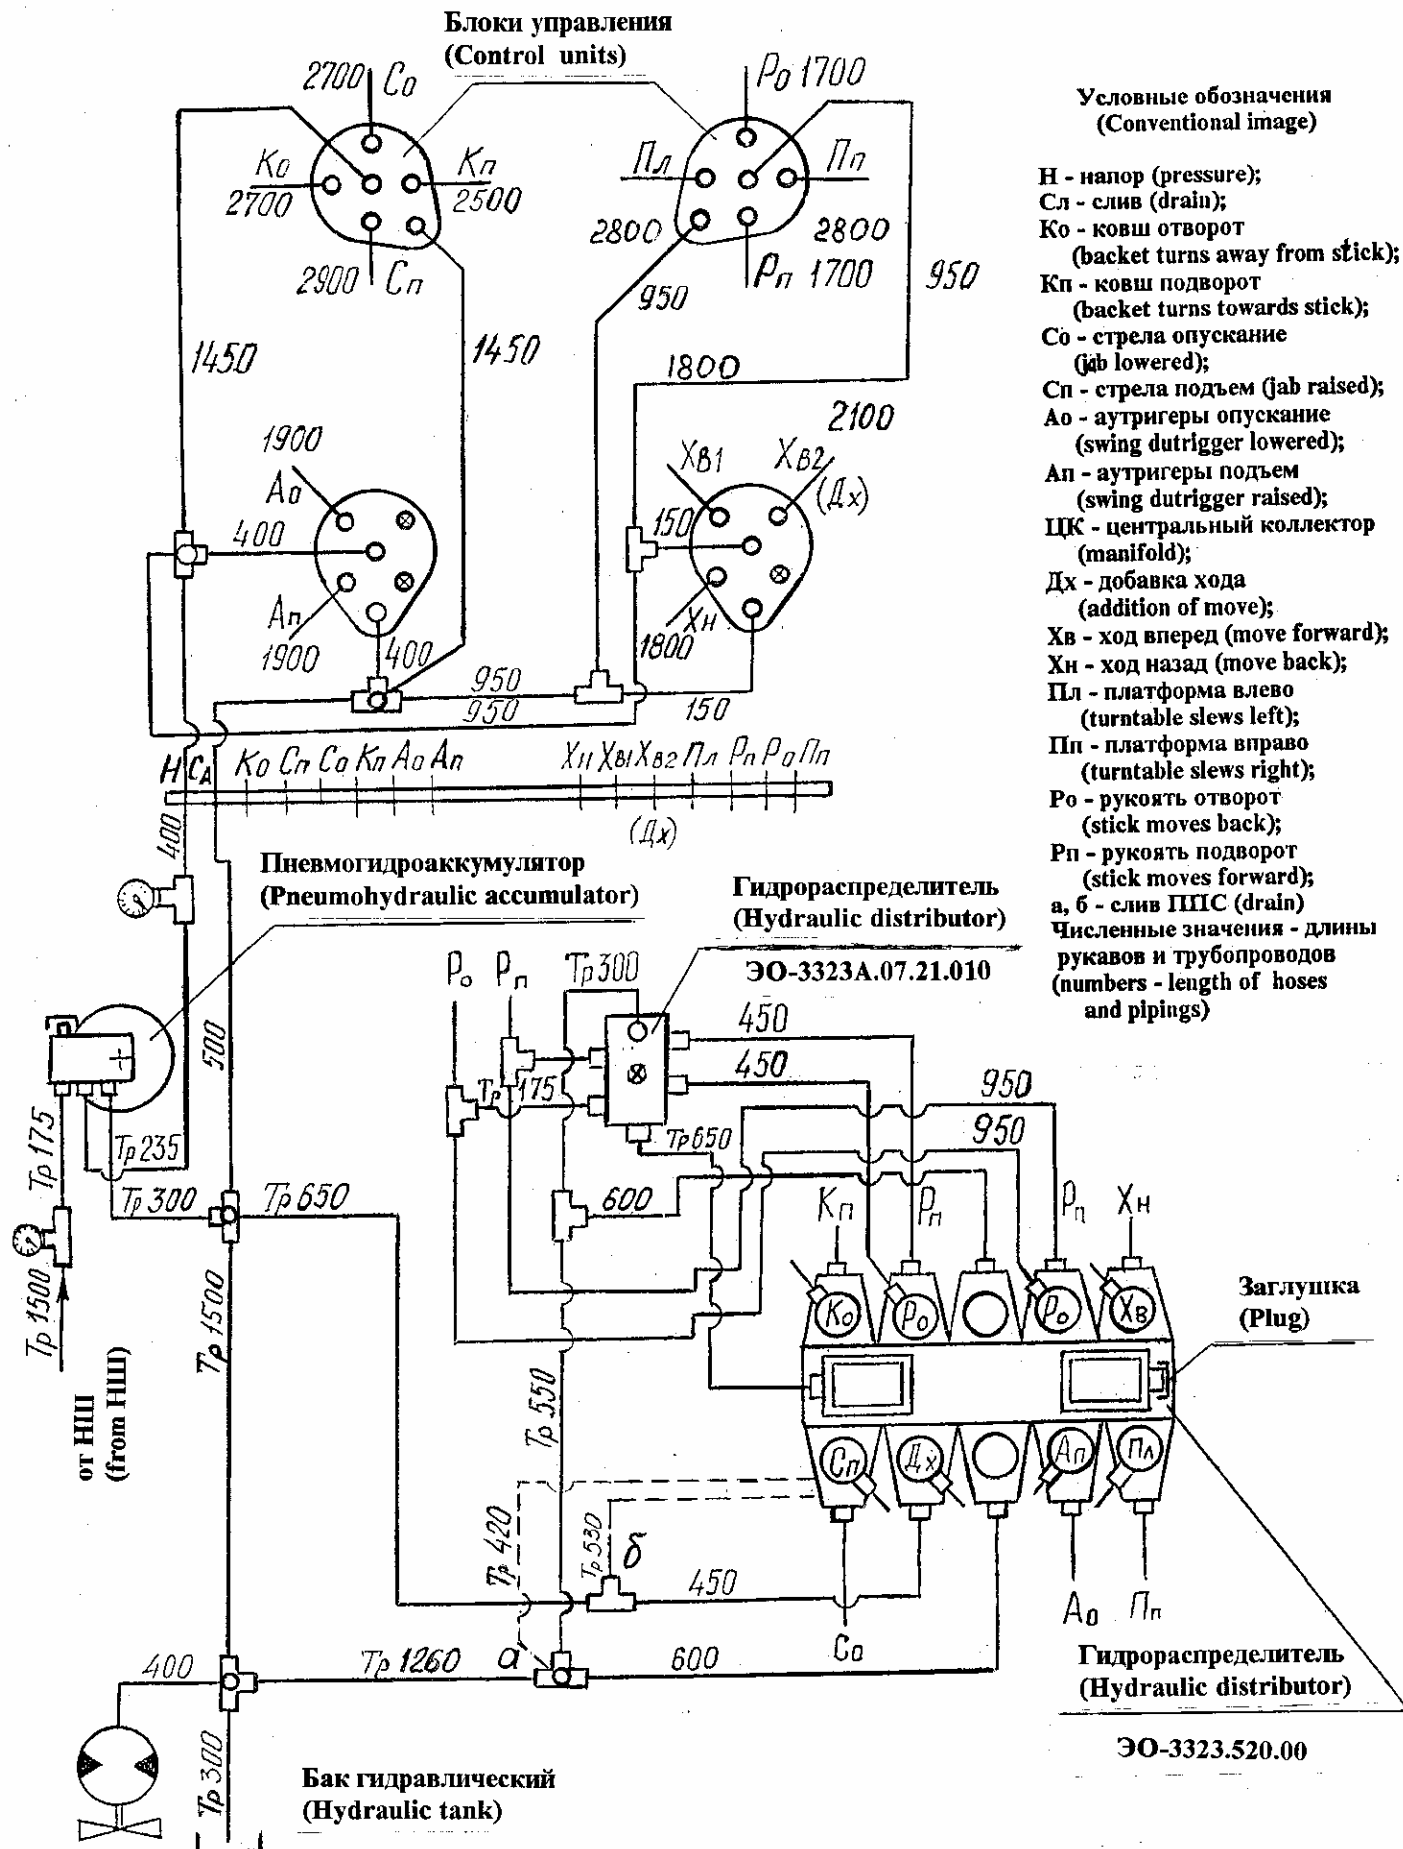 Блоки управления
(Control units)
2700 Со
Ро 1700
Ко
2700
Кп
2500
Пл
2800
Пп
2800
2900 Сп
Рп 1700
950
950
1450
1450
1800
2100
1900
Ао
400
Ап
1900
400
Хв1
Хв2
(Дх)
150
Хн
1800
950
950
150
Н Сл Ко Сп Со Кп Ао Ап Хн Хв1 Хв2 Пл Рп Ро Пп
(Дх)
400
Условные обозначения
(Conventional image)
Н - напор (pressure);
Сл - слив (drain);
Ко - ковш отворот
(backet turns away from stick);
Кп - ковш подворот
(backet turns towards stick);
Со - стрела опускание
(jab lowered);
Сп - стрела подъем (jab raised);
Ао - аутригеры опускание
(swing dutrigger lowered);
Ап - аутригеры подъем
(swing dutrigger raised);
ЦК - центральный коллектор
(manifold);
Дх - добавка хода
(addition of move);
Хв - ход вперед (move forward);
Хн - ход назад (move back);
Пл - платформа влево
(turntable slews left);
Пп - платформа вправо
(turntable slews right);
Ро - рукоять отворот
(stick moves back);
Рп - рукоять подворот
(stick moves forward);
а, б - слив ППС (drain)
Численные значения - длины
рукавов и трубопроводов
(numbers - length of hoses
and pipings)
Пневмогидроаккумулятор
(Pneumohydraulic accumulator)
Гидрораспределитель
(Hydraulic distributor)
ЭО-3323А.07.21.010
Ро
Рп
Тр 300
450
450
Тр 175
Тр 650
950
950
500
Тр 175
Тр 235
Тр 300
Тр 650
600
Кп
Рп
Рп
Хн
Тр 1500
Тр 1500
от НШ
(from НШ)
Ко
Ро
Ро
Хв
Заглушка
(Plug)
Тр 550
Сп
Дх
Ап
Пл
Тр 420
Тр 530
б
450
Ао
Пп
Со
400
Тр 1260
а
600
Гидрораспределитель
(Hydraulic distributor)
ЭО-3323.520.00
Тр 300
Бак гидравлический
(Hydraulic tank)